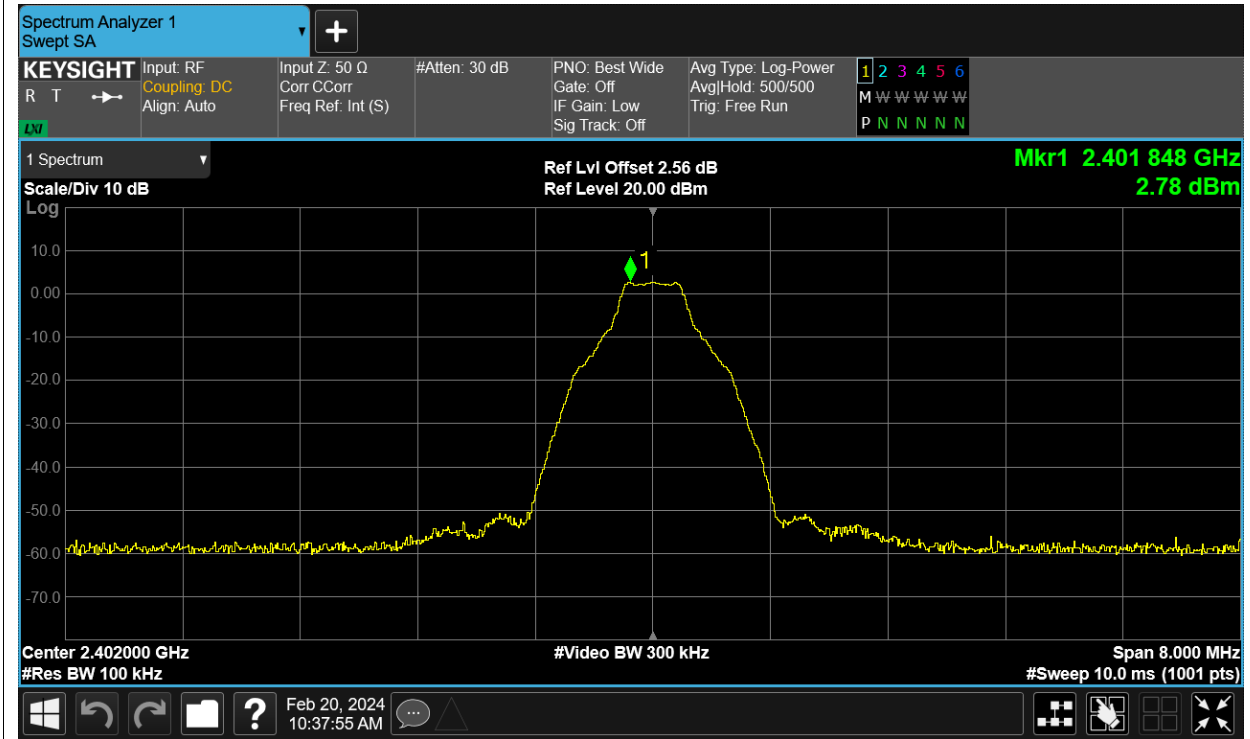 Spectrum Analyzer 1
Swept SA
+
KEYSIGHT
R T
LXI
Input: RF
Coupling: DC
Align: Auto
Input Z: 50 Ω
Corr CCorr
Freq Ref: Int (S)
#Atten: 30 dB
PNO: Best Wide
Gate: Off
IF Gain: Low
Sig Track: Off
Avg Type: Log-Power
Avg|Hold: 500/500
Trig: Free Run
1 2 3 4 5 6
M W W W W W
P N N N N N
1 Spectrum
Scale/Div 10 dB
Log
Ref Lvl Offset 2.56 dB
Ref Level 20.00 dBm
Mkr1 2.401 848 GHz
2.78 dBm
1
10.0
0.00
-10.0
-20.0
-30.0
-40.0
-50.0
-60.0
-70.0
Center 2.402000 GHz
#Video BW 300 kHz
Span 8.000 MHz
#Res BW 100 kHz
#Sweep 10.0 ms (1001 pts)
?
Feb 20, 2024
10:37:55 AM